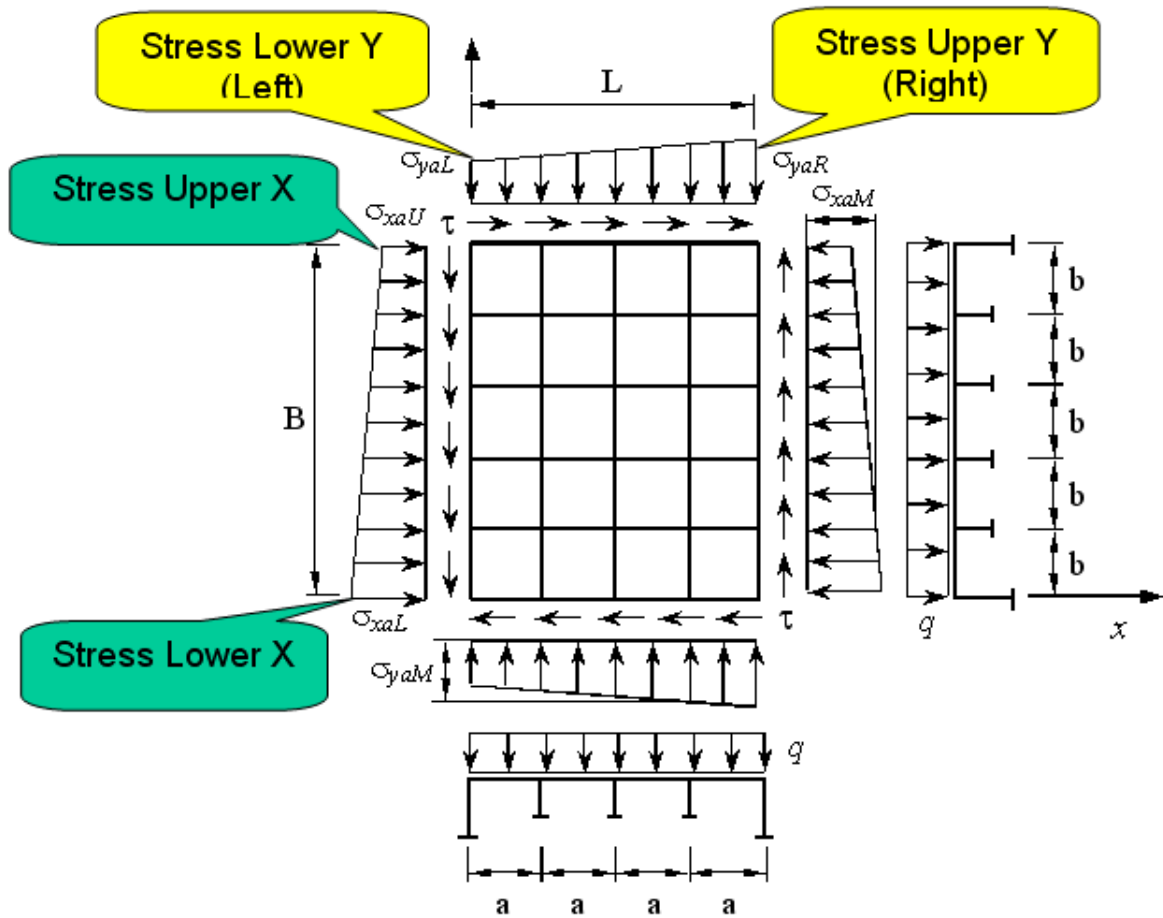 Stress Lower Y
(Left)
Stress Upper Y
(Right)
L
σyaL
σyaR
Stress Upper X
σxaU
τ
σxaM
B
b
b
b
b
b
σxaL
τ
q
x
Stress Lower X
σyaM
q
a
a
a
a